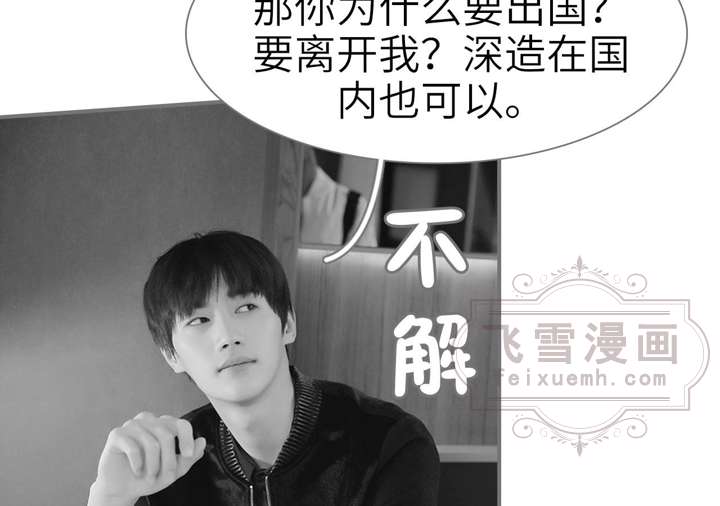 那你为什么要出国？
要离开我？深造在国
内也可以。
不
解
飞雪漫画
feixuemh.com